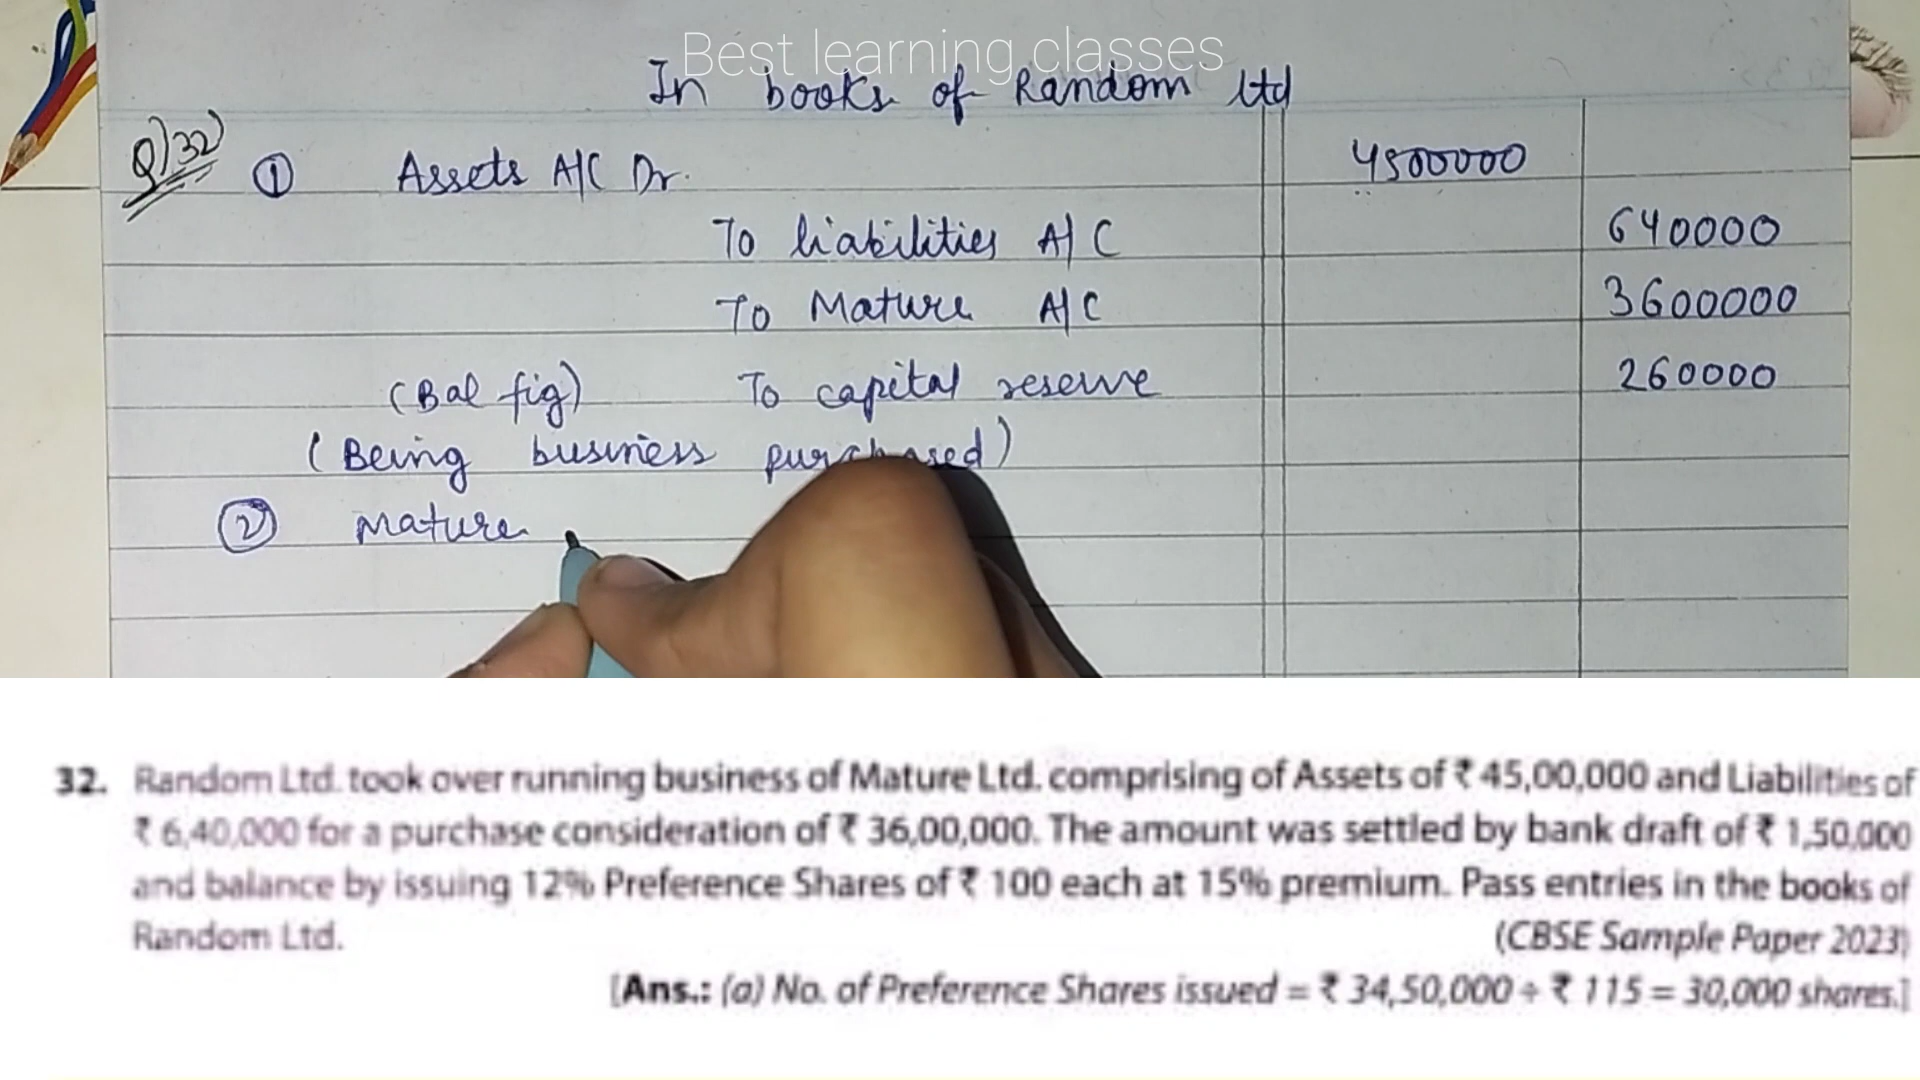 Best learning classes
In books of Random ltd
Q)32)
① Assets A/C Dr. 4500000
To liabilities A/C 640000
To Mature A/C 3600000
(Bal fig) To capital reserve 260000
(Being business purchased)
② Mature
32. Random Ltd. took over running business of Mature Ltd. comprising of Assets of ₹ 45,00,000 and Liabilities of
₹ 6,40,000 for a purchase consideration of ₹ 36,00,000. The amount was settled by bank draft of ₹ 1,50,000
and balance by issuing 12% Preference Shares of ₹ 100 each at 15% premium. Pass entries in the books of
Random Ltd. (CBSE Sample Paper 2023)
[Ans.: (a) No. of Preference Shares issued = ₹ 34,50,000 ÷ ₹ 115 = 30,000 shares.]